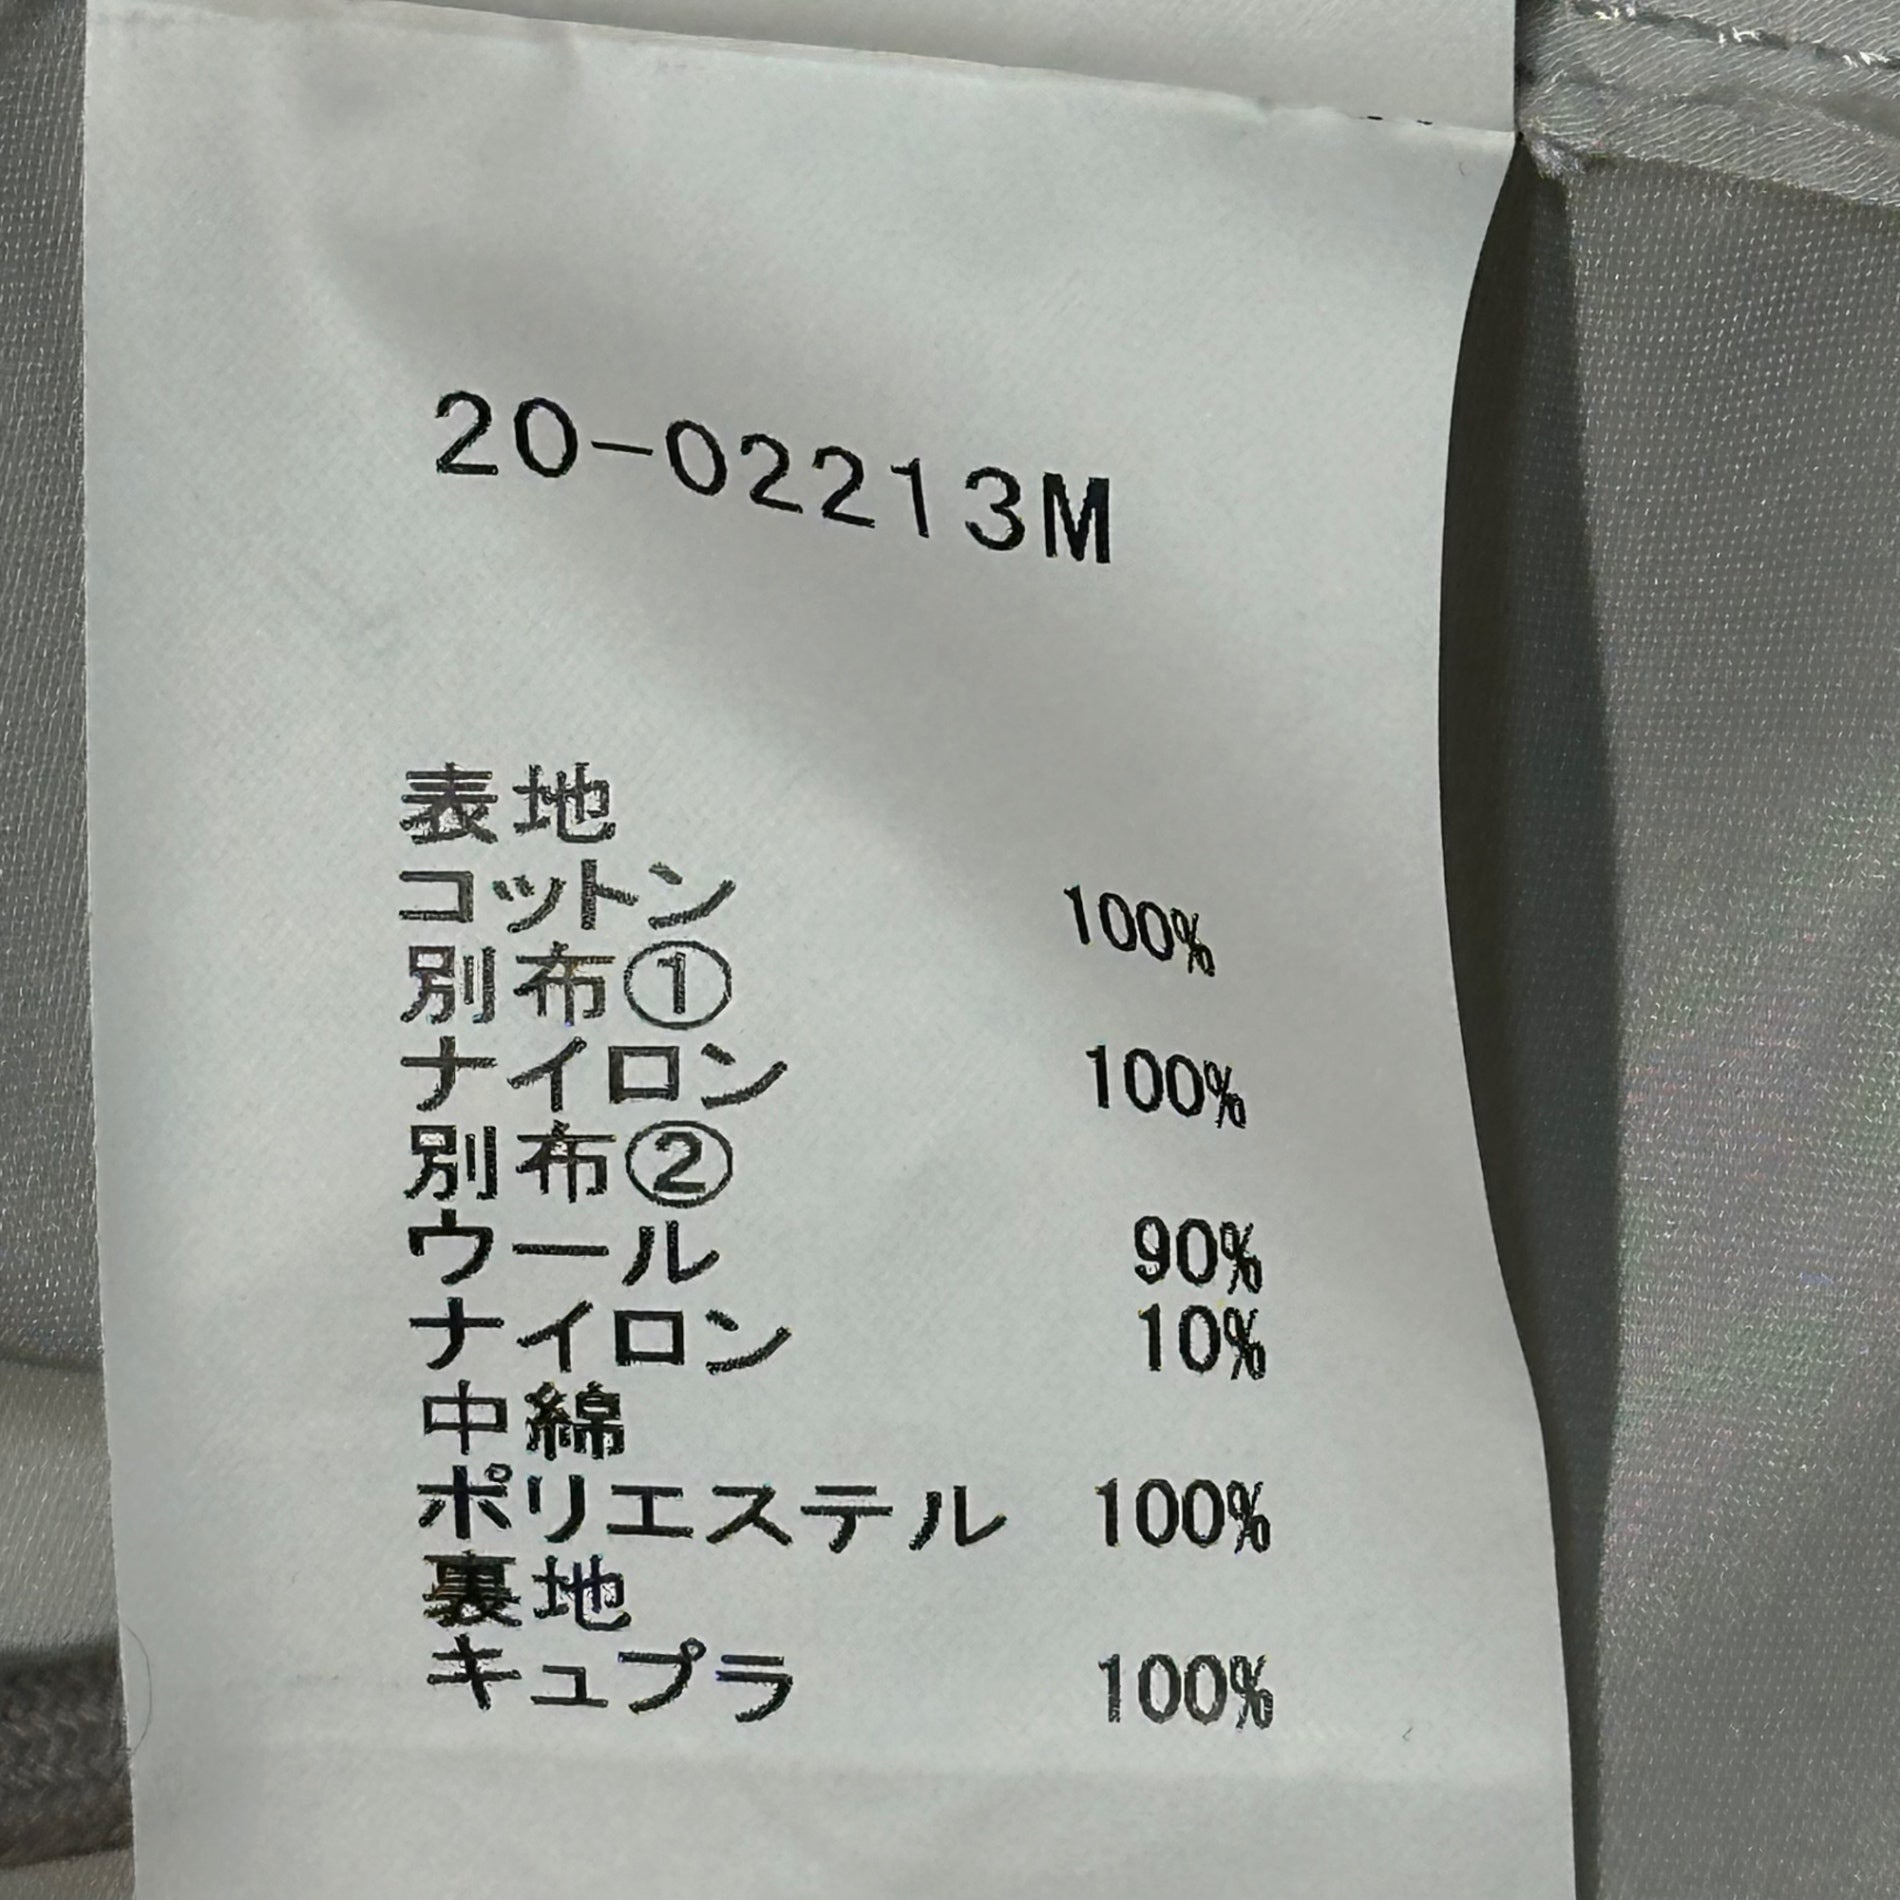 20-02213M
表地
コットン 100%
別布①
ナイロン 100%
別布②
ウール 90%
ナイロン 10%
中綿
ポリエステル 100%
裏地
キュプラ 100%